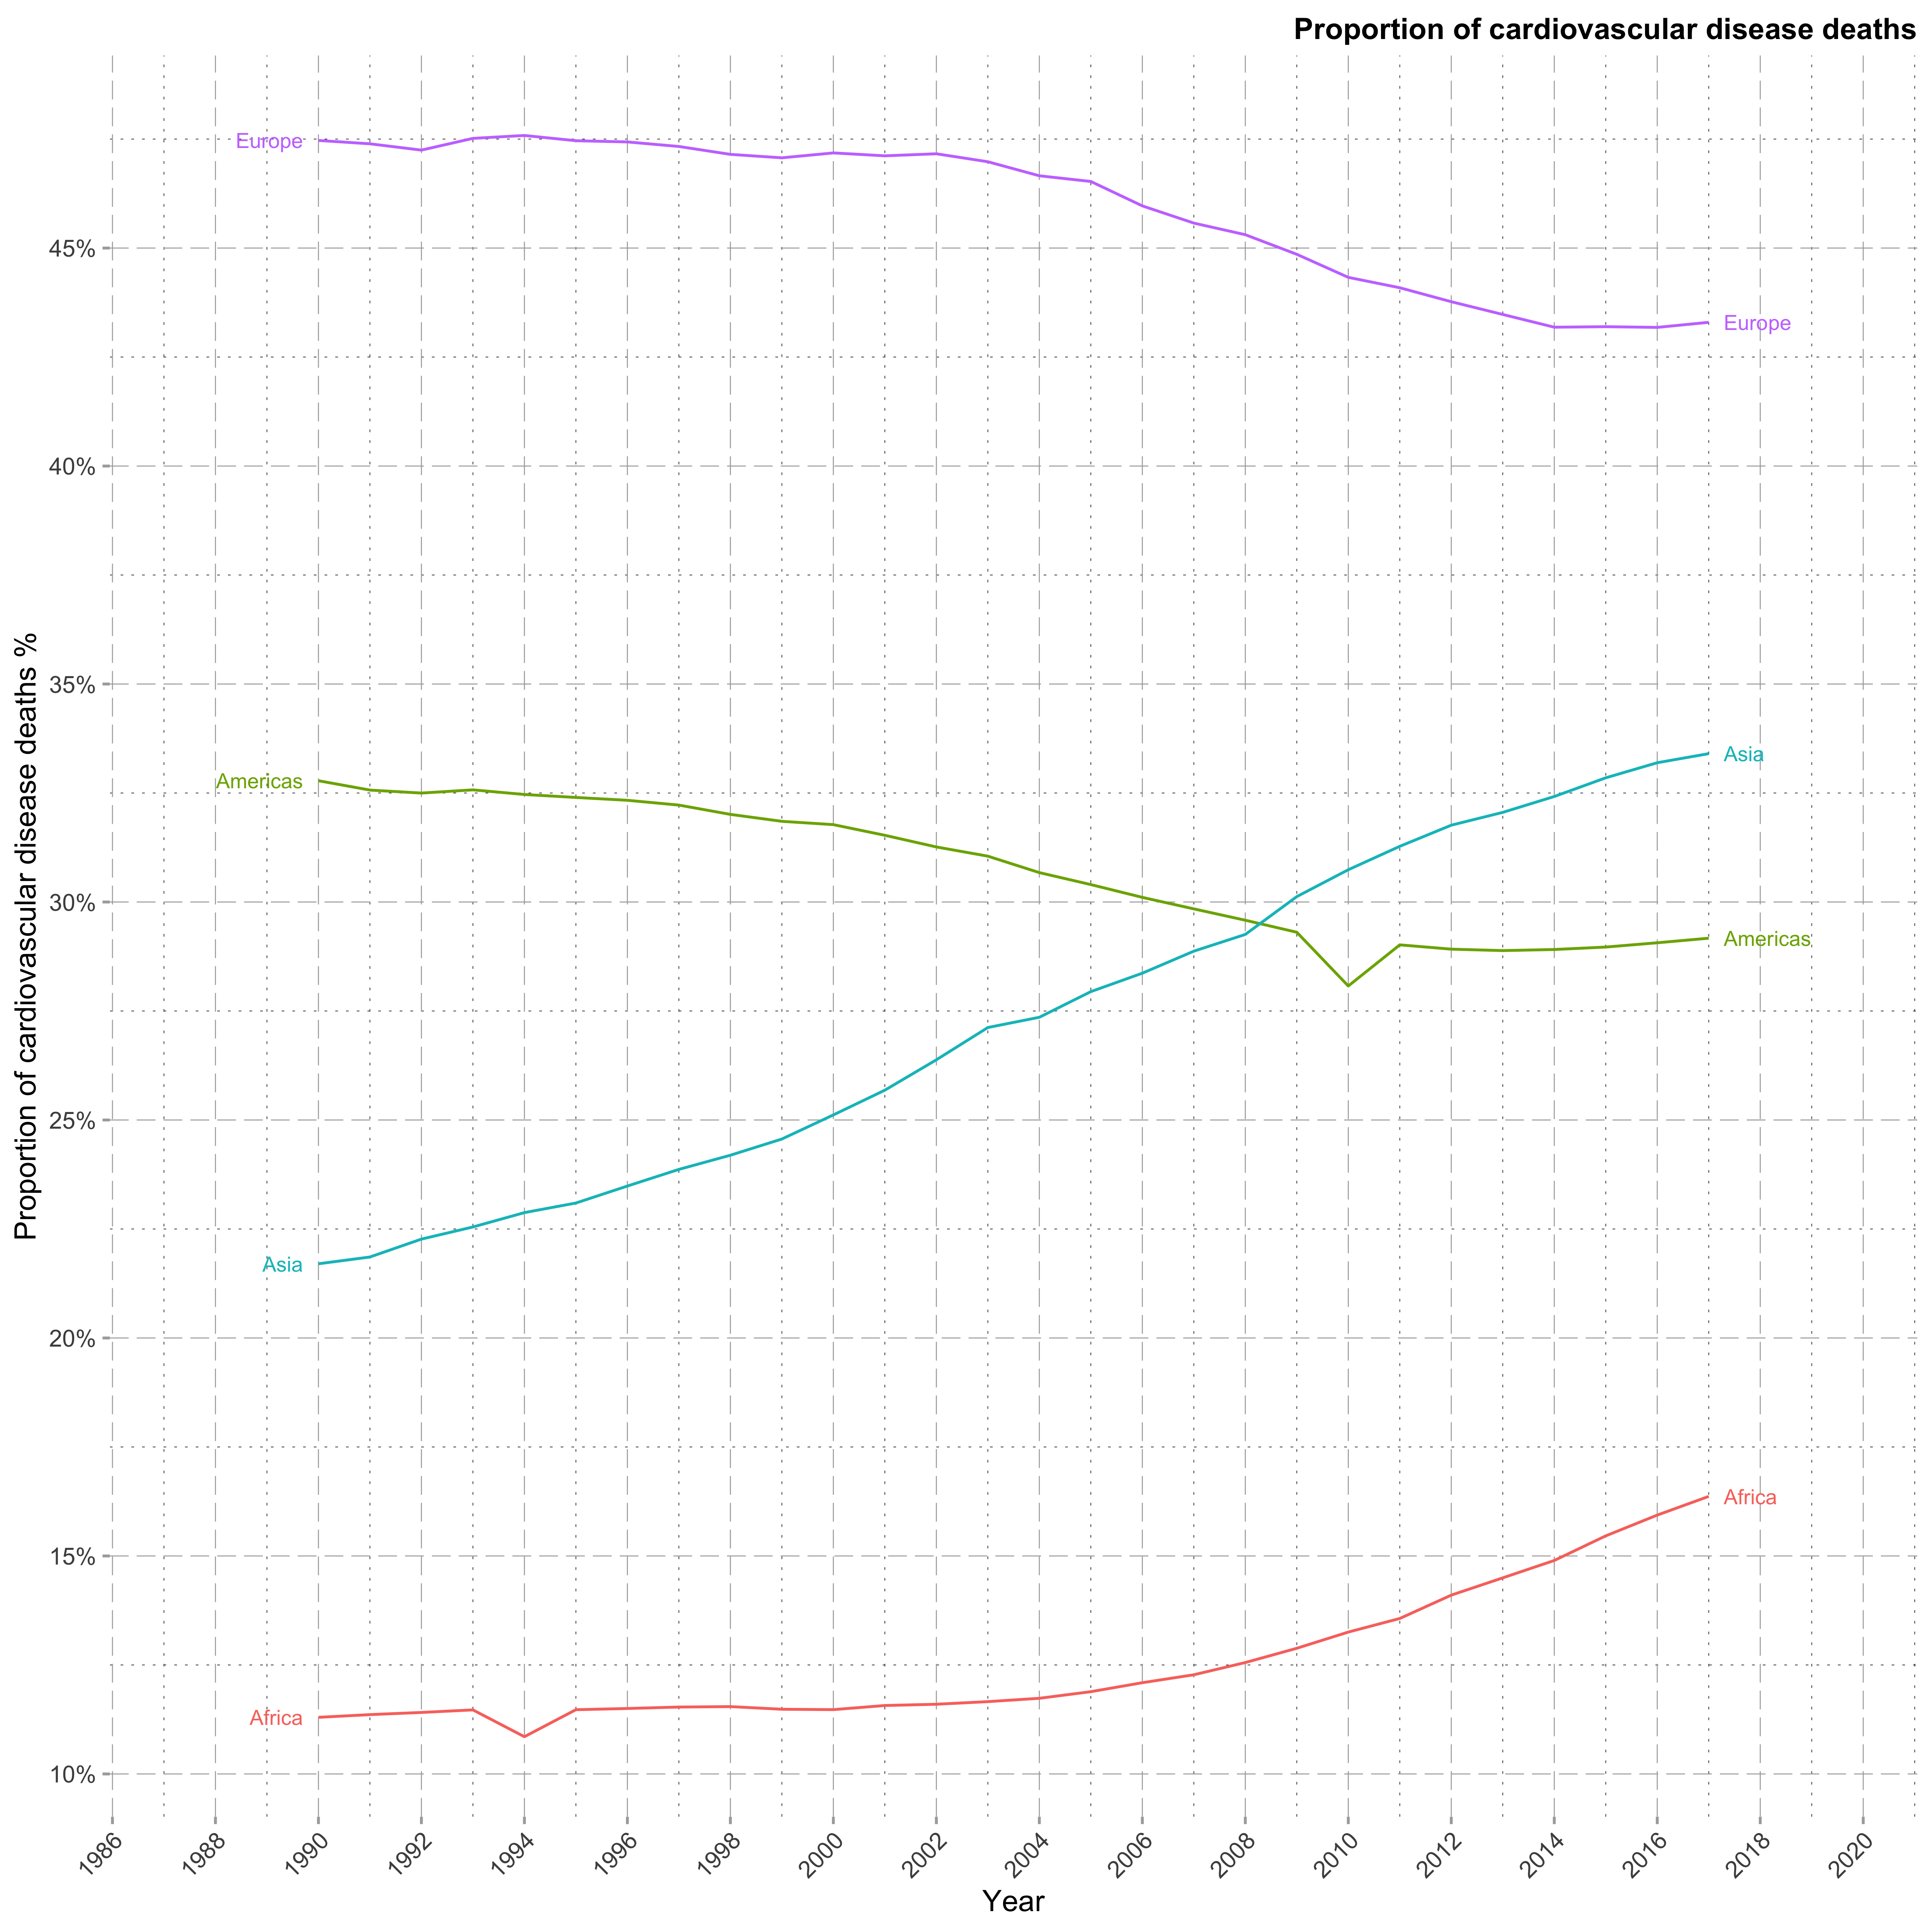 Proportion of cardiovascular disease deaths
Proportion of cardiovascular disease deaths %
45%
40%
35%
30%
25%
20%
15%
10%
Europe
Europe
Americas
Asia
Americas
Asia
Africa
Africa
1986
1988
1990
1992
1994
1996
1998
2000
2002
2004
2006
2008
2010
2012
2014
2016
2018
2020
Year